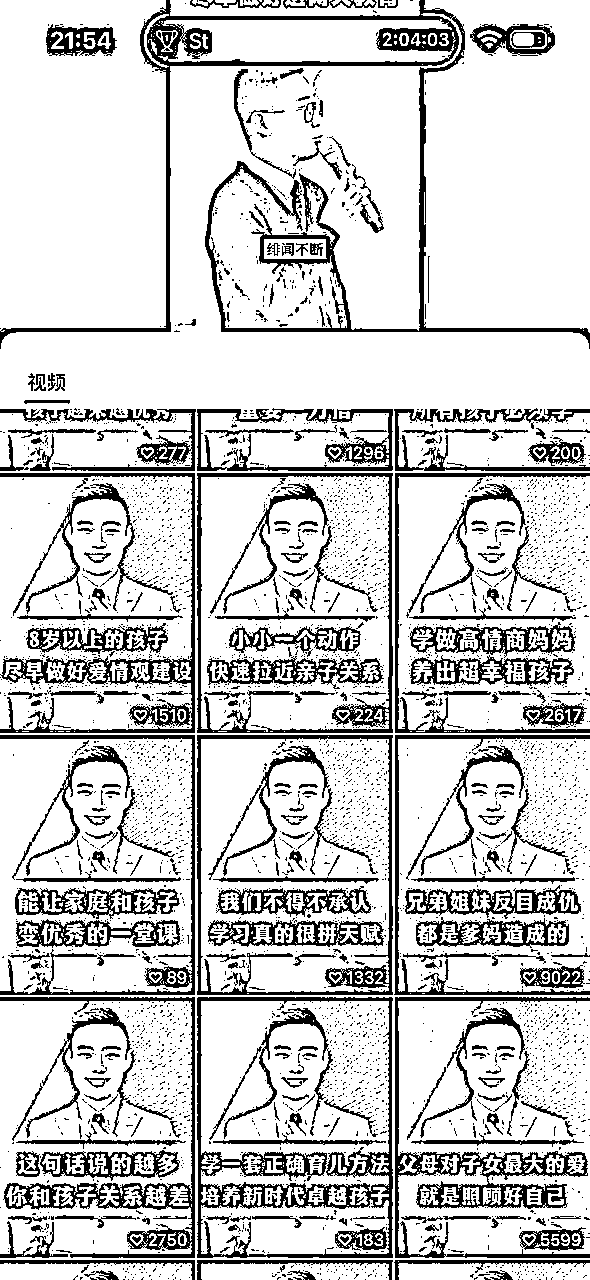 21:54
St
2:04:03
绯闻不断
视频
孩子越来越优秀
277
1296
200
8岁以上的孩子
尽早做好爱情观建设
1510
小小一个动作
快速拉近亲子关系
224
学做高情商妈妈
养出超幸福孩子
2617
能让家庭和孩子
变优秀的一堂课
89
我们不得不承认
学习真的很拼天赋
1332
兄弟姐妹反目成仇
都是爹妈造成的
9022
这句话说的越多
你和孩子关系越差
2750
学一套正确育儿方法
培养新时代卓越孩子
183
父母对子女最大的爱
就是照顾好自己
5599